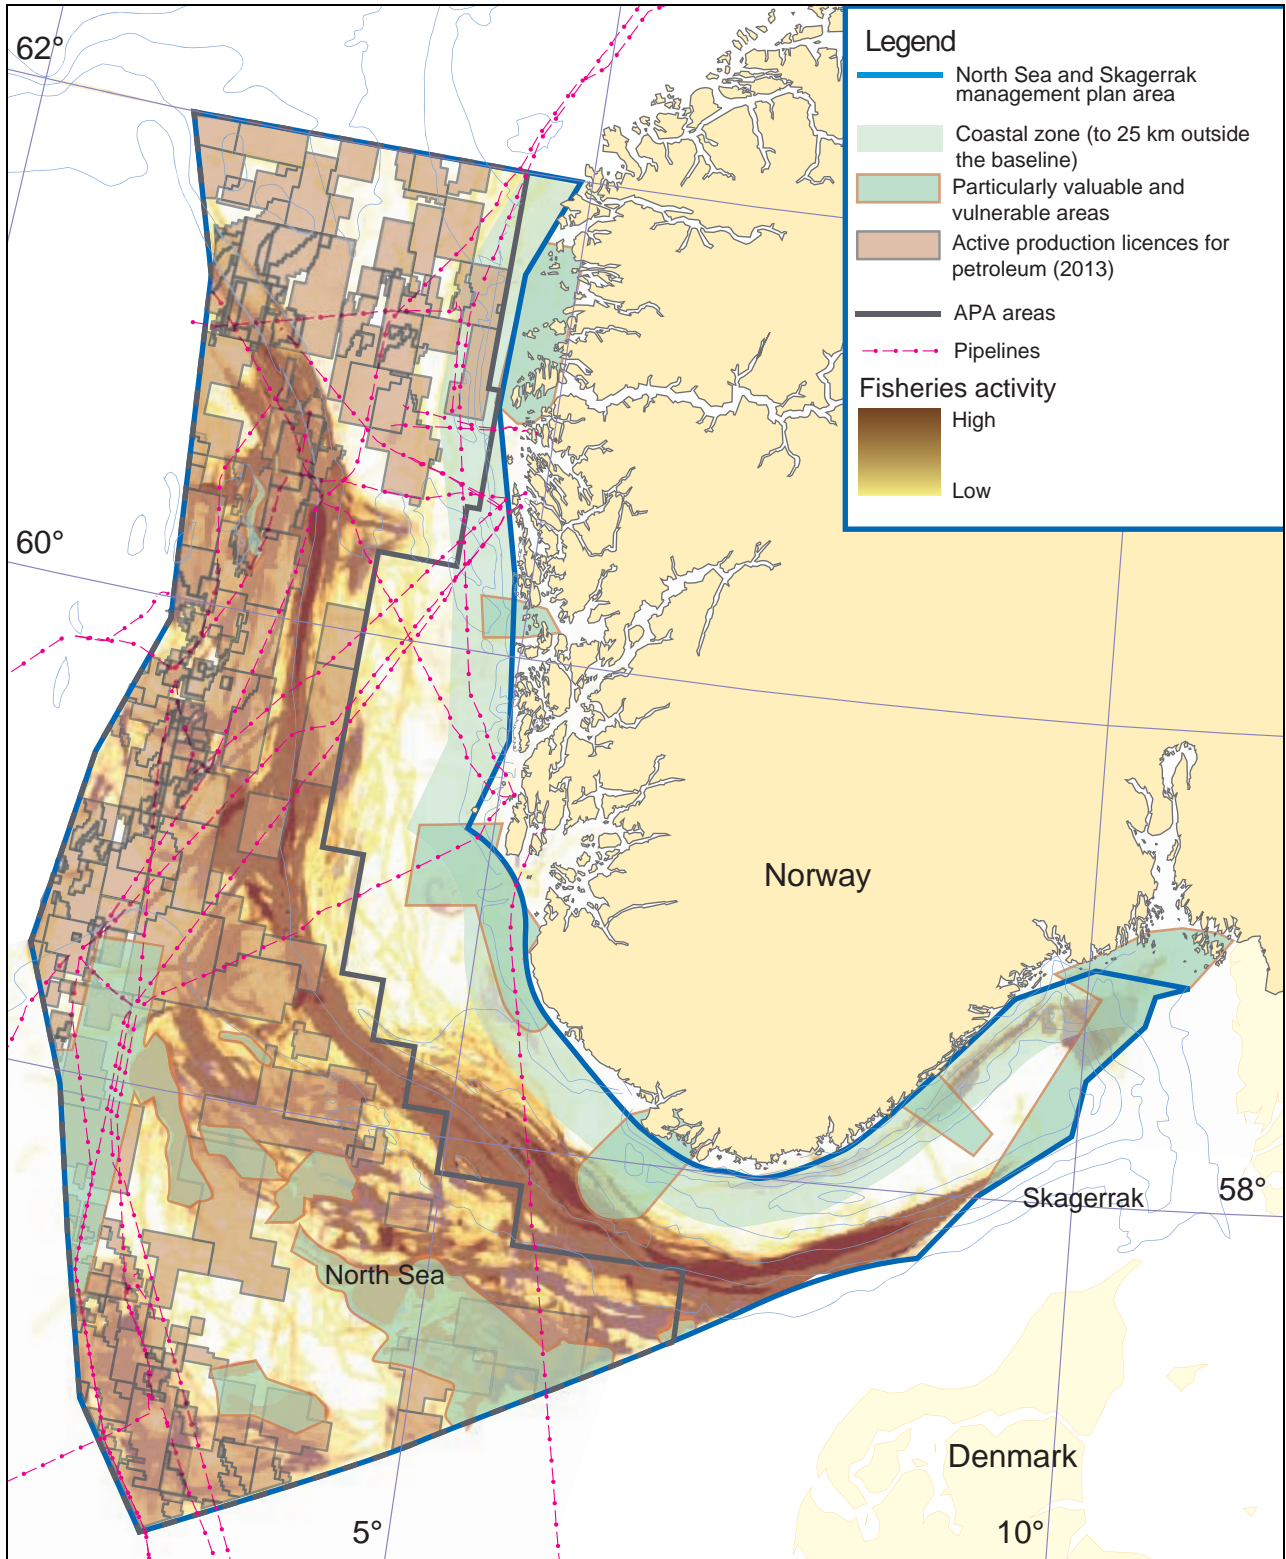 62°
Legend
North Sea and Skagerrak
management plan area
Coastal zone (to 25 km outside
the baseline)
Particularly valuable and
vulnerable areas
Active production licences for
petroleum (2013)
APA areas
Pipelines
Fisheries activity
High
Low
60°
Norway
Skagerrak
58°
North Sea
Denmark
5°
10°